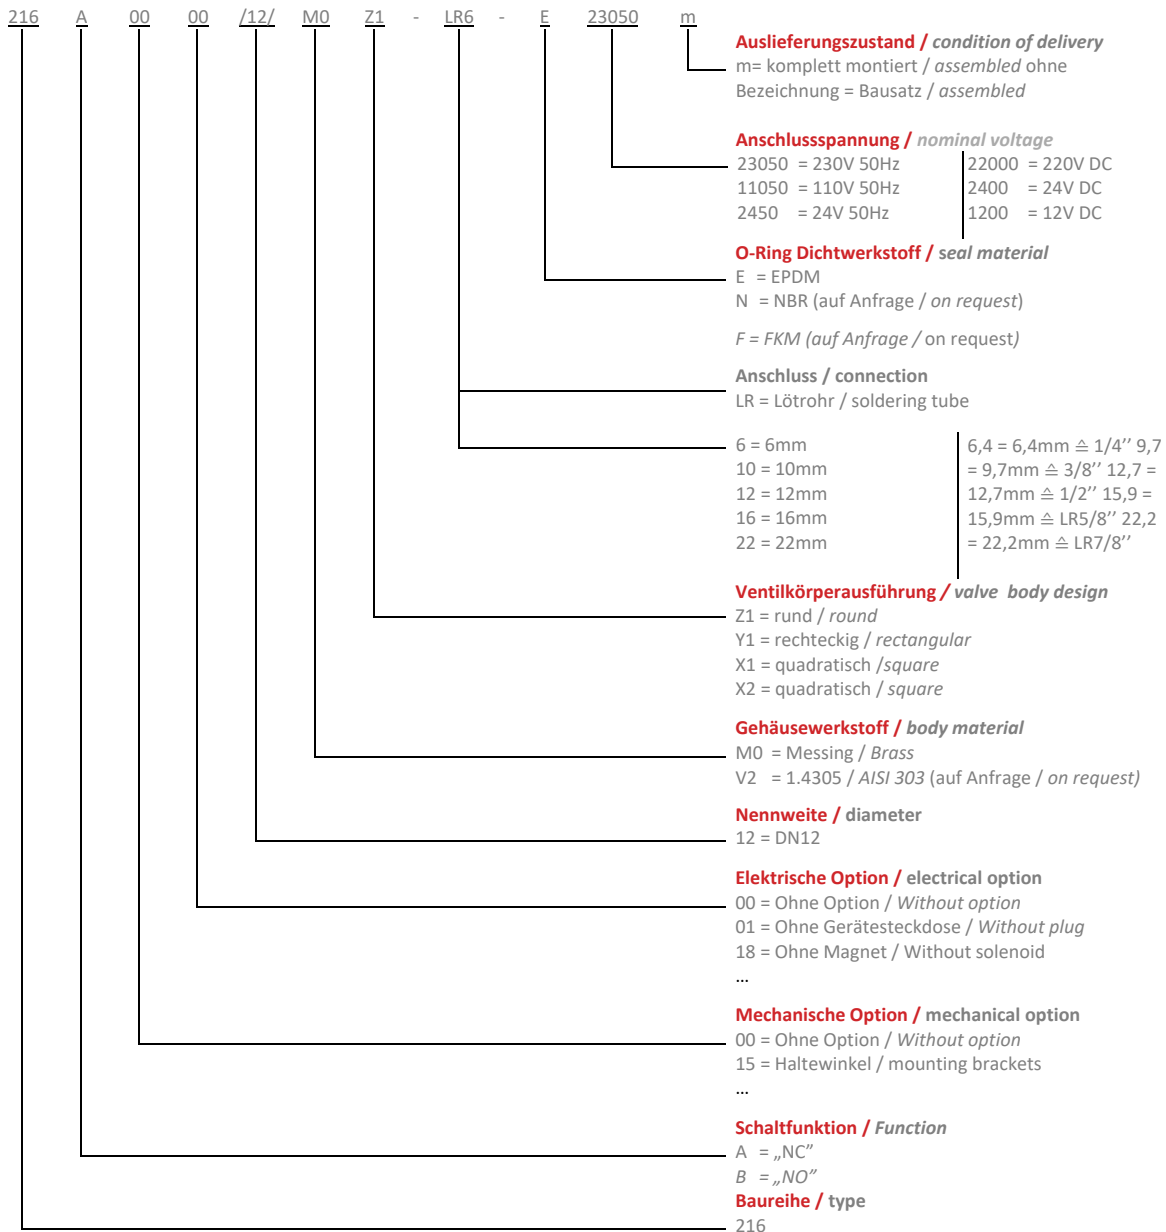 216 A 00 00 /12/ M0 Z1 - LR6 - E 23050 m
Auslieferungszustand / condition of delivery
m= komplett montiert / assembled ohne
Bezeichnung = Bausatz / assembled
Anschlussspannung / nominal voltage
23050 = 230V 50Hz 22000 = 220V DC
11050 = 110V 50Hz 2400 = 24V DC
2450 = 24V 50Hz 1200 = 12V DC
O-Ring Dichtwerkstoff / seal material
E = EPDM
N = NBR (auf Anfrage / on request)
F = FKM (auf Anfrage / on request)
Anschluss / connection
LR = Lötrohr / soldering tube
6 = 6mm 6,4 = 6,4mm ≙ 1/4’’ 9,7
10 = 10mm = 9,7mm ≙ 3/8’’ 12,7 =
12 = 12mm 12,7mm ≙ 1/2’’ 15,9 =
16 = 16mm 15,9mm ≙ LR5/8’’ 22,2
22 = 22mm = 22,2mm ≙ LR7/8’’
Ventilkörperausführung / valve body design
Z1 = rund / round
Y1 = rechteckig / rectangular
X1 = quadratisch /square
X2 = quadratisch / square
Gehäusewerkstoff / body material
M0 = Messing / Brass
V2 = 1.4305 / AISI 303 (auf Anfrage / on request)
Nennweite / diameter
12 = DN12
Elektrische Option / electrical option
00 = Ohne Option / Without option
01 = Ohne Gerätesteckdose / Without plug
18 = Ohne Magnet / Without solenoid
...
Mechanische Option / mechanical option
00 = Ohne Option / Without option
15 = Haltewinkel / mounting brackets
...
Schaltfunktion / Function
A = „NC”
B = „NO”
Baureihe / type
216